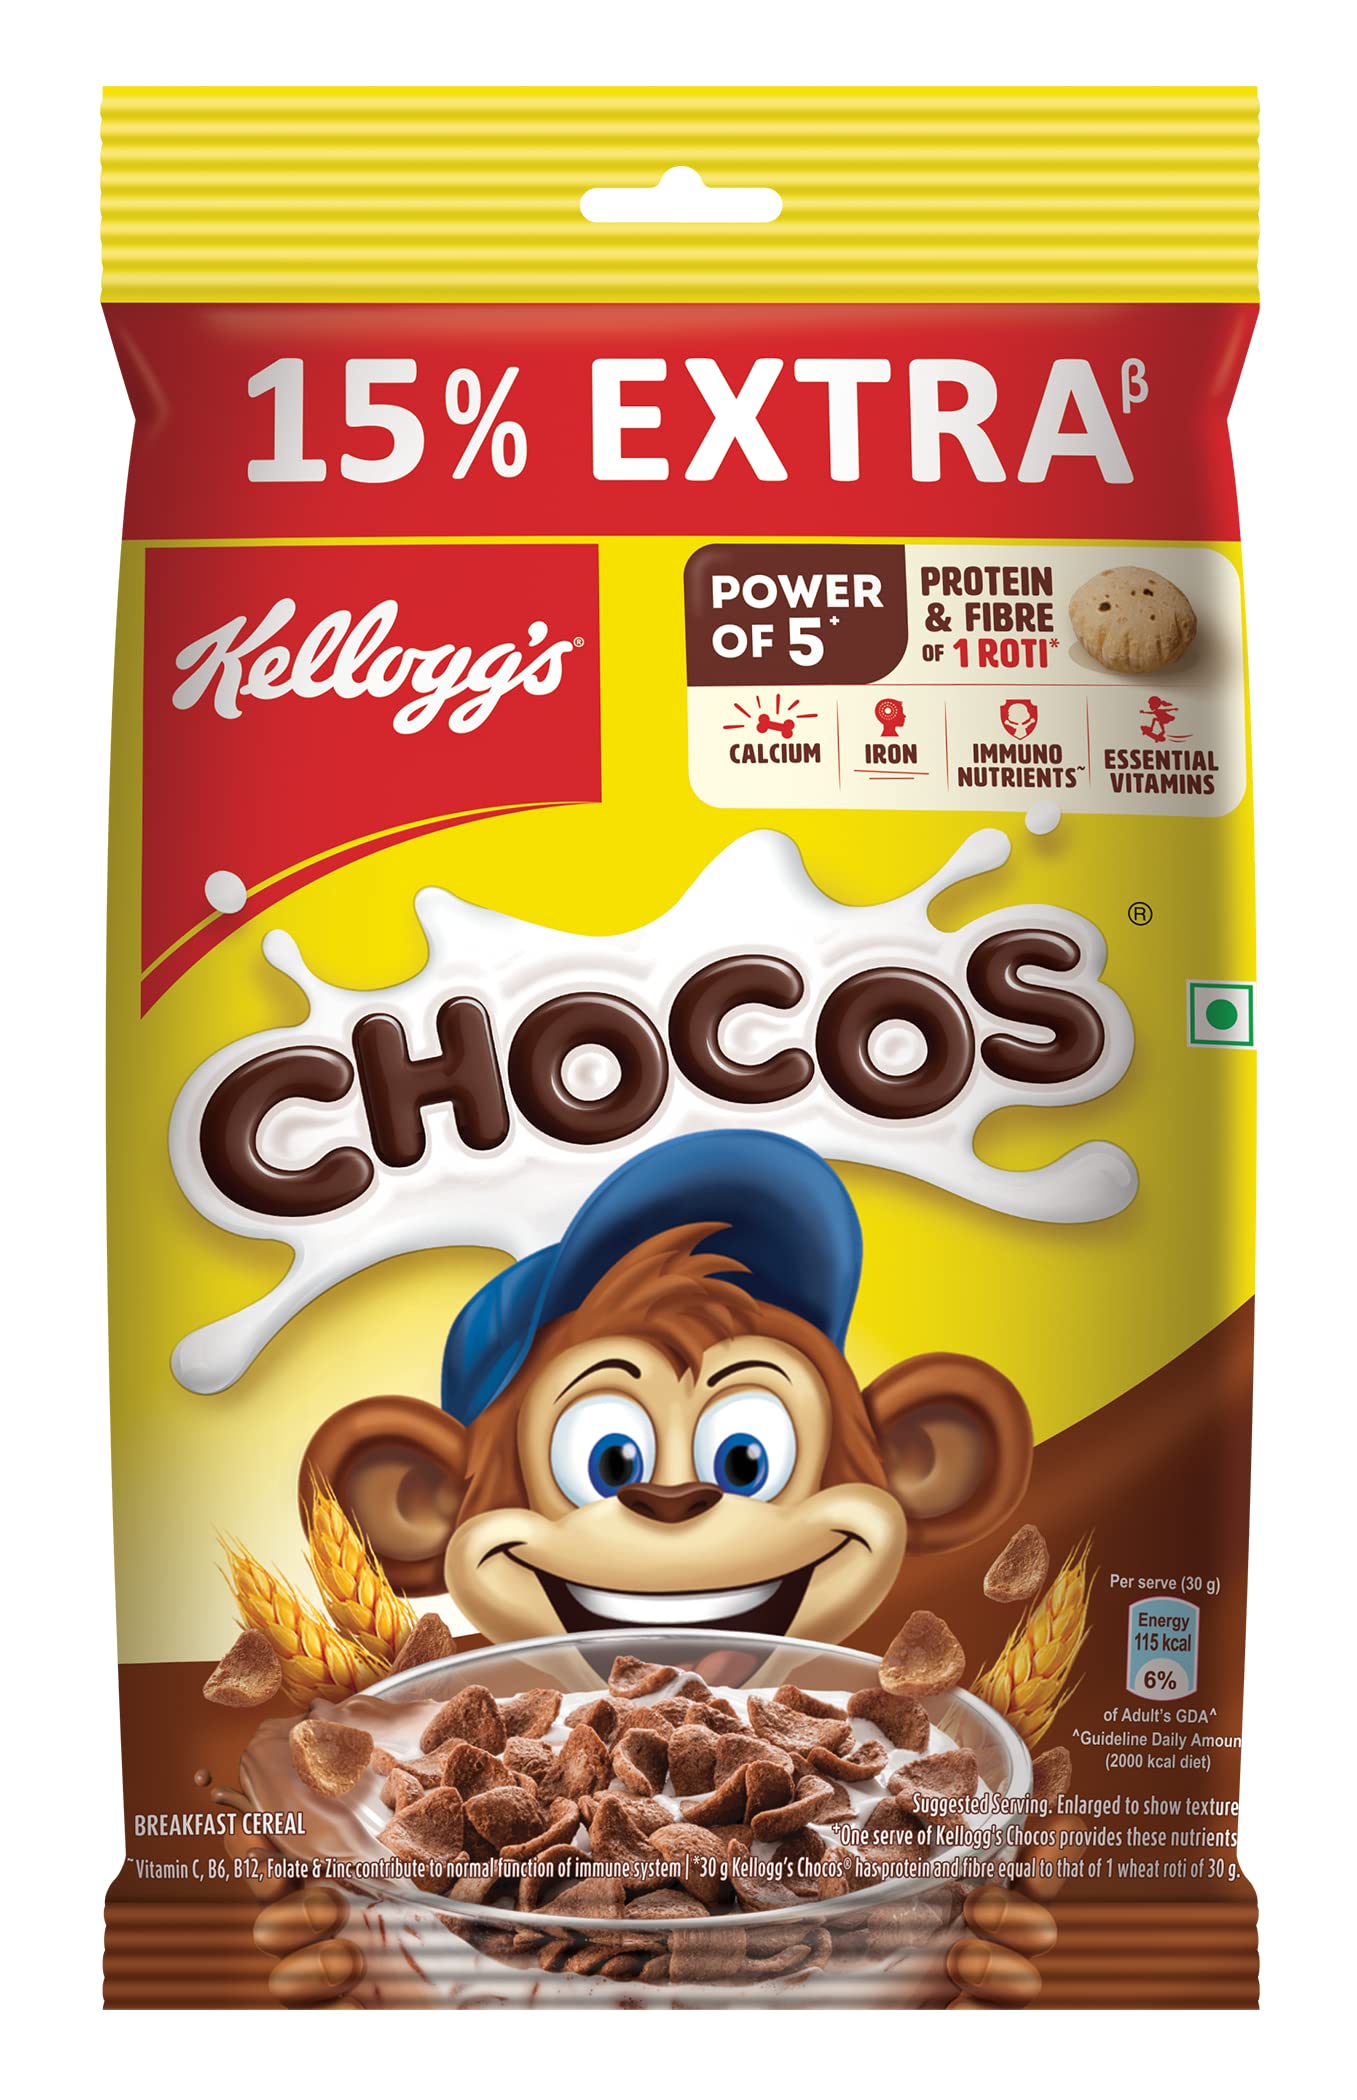 15% EXTRAᵝ
Kellogg's®
POWER
OF 5⁺
PROTEIN
& FIBRE
OF 1 ROTI*
CALCIUM
IRON
IMMUNO
NUTRIENTS~
ESSENTIAL
VITAMINS
CHOCOS®
Per serve (30 g)
Energy
115 kcal
6%
of Adult's GDA^
^Guideline Daily Amoun
(2000 kcal diet)
BREAKFAST CEREAL
Suggested Serving. Enlarged to show texture
⁺One serve of Kellogg's Chocos provides these nutrients
~Vitamin C, B6, B12, Folate & Zinc contribute to normal function of immune system | *30 g Kellogg's Chocos® has protein and fibre equal to that of 1 wheat roti of 30 g.